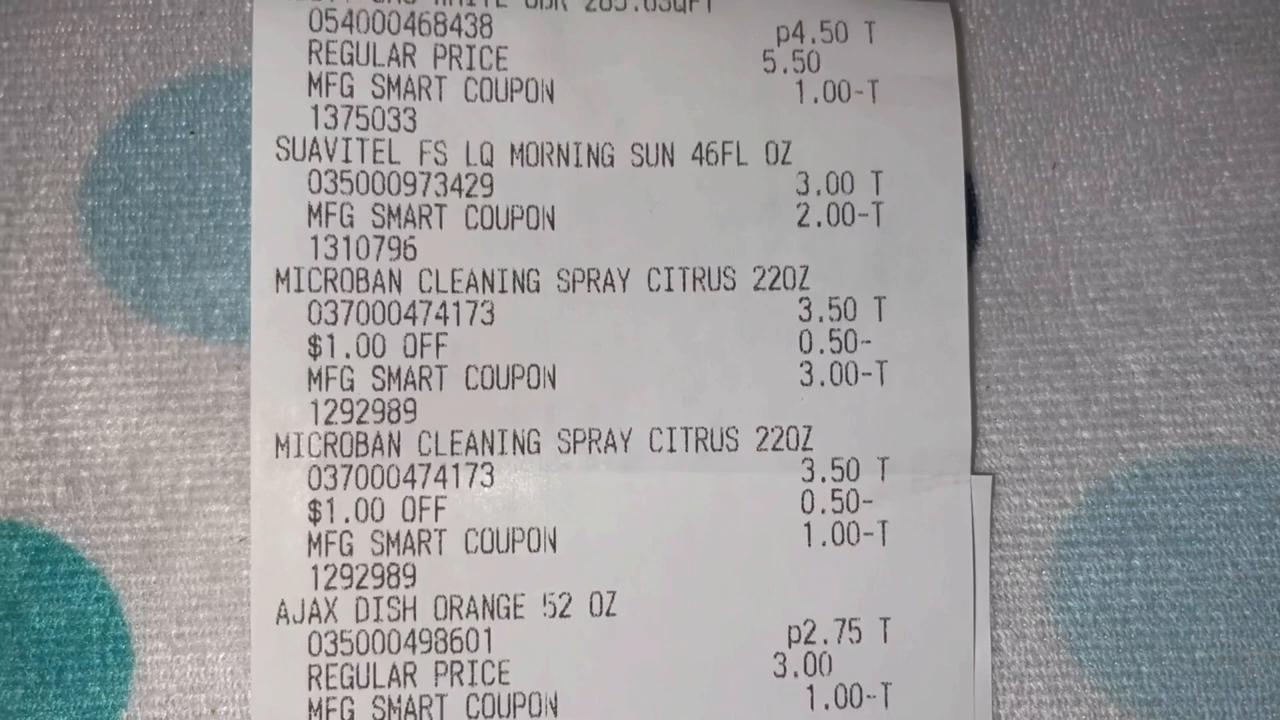 WHITE 285.03QFT
054000468438 p4.50 T
REGULAR PRICE 5.50
MFG SMART COUPON 1.00-T
1375033
SUAVITEL FS LQ MORNING SUN 46FL OZ
035000973429 3.00 T
MFG SMART COUPON 2.00-T
1310796
MICROBAN CLEANING SPRAY CITRUS 22OZ
037000474173 3.50 T
$1.00 OFF 0.50-
MFG SMART COUPON 3.00-T
1292989
MICROBAN CLEANING SPRAY CITRUS 22OZ
037000474173 3.50 T
$1.00 OFF 0.50-
MFG SMART COUPON 1.00-T
1292989
AJAX DISH ORANGE 52 OZ
035000498601 p2.75 T
REGULAR PRICE 3.00
MFG SMART COUPON 1.00-T